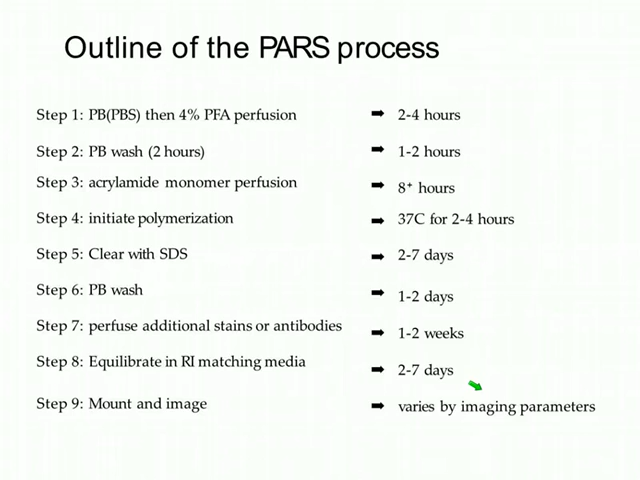 Outline of the PARS process
Step 1: PB(PBS) then 4% PFA perfusion ➡ 2-4 hours
Step 2: PB wash (2 hours) ➡ 1-2 hours
Step 3: acrylamide monomer perfusion ➡ 8⁺ hours
Step 4: initiate polymerization ➡ 37C for 2-4 hours
Step 5: Clear with SDS ➡ 2-7 days
Step 6: PB wash ➡ 1-2 days
Step 7: perfuse additional stains or antibodies ➡ 1-2 weeks
Step 8: Equilibrate in RI matching media ➡ 2-7 days
Step 9: Mount and image ➡ varies by imaging parameters